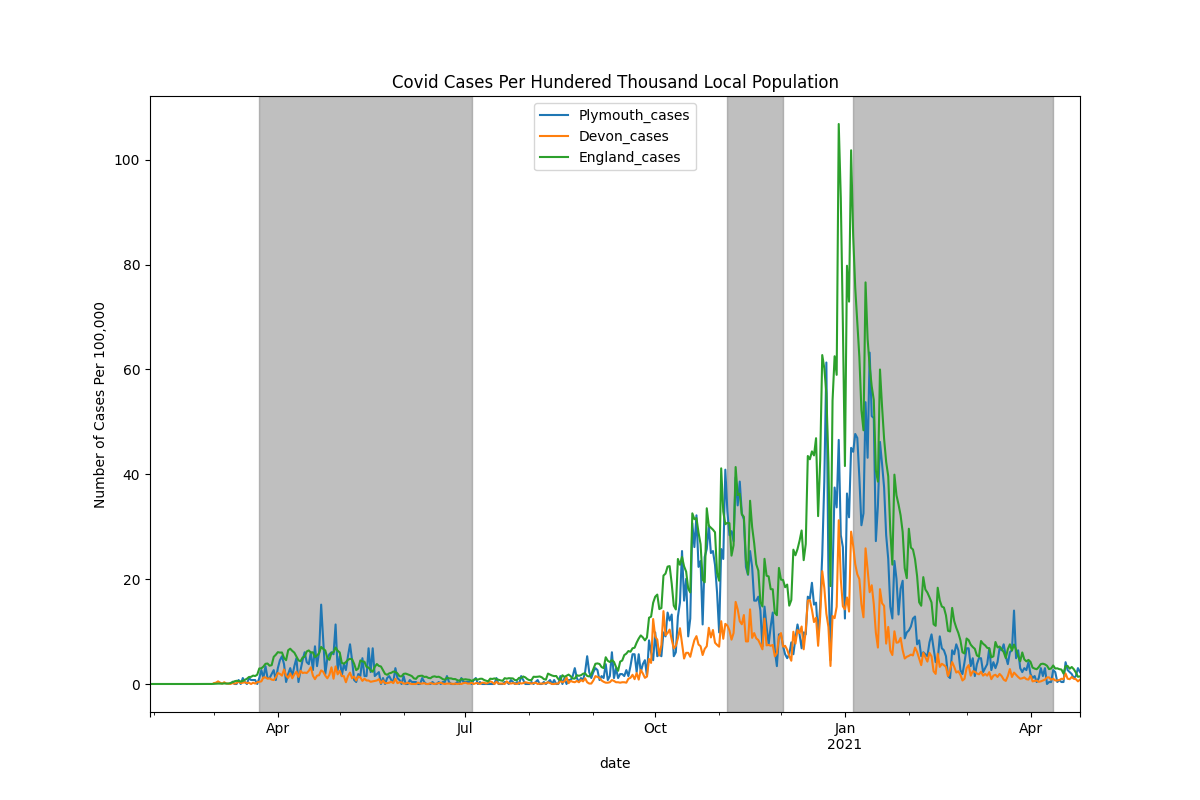 Covid Cases Per Hundered Thousand Local Population
Plymouth_cases
Devon_cases
England_cases
Number of Cases Per 100,000
100
80
60
40
20
0
Apr
Jul
Oct
Jan
2021
Apr
date